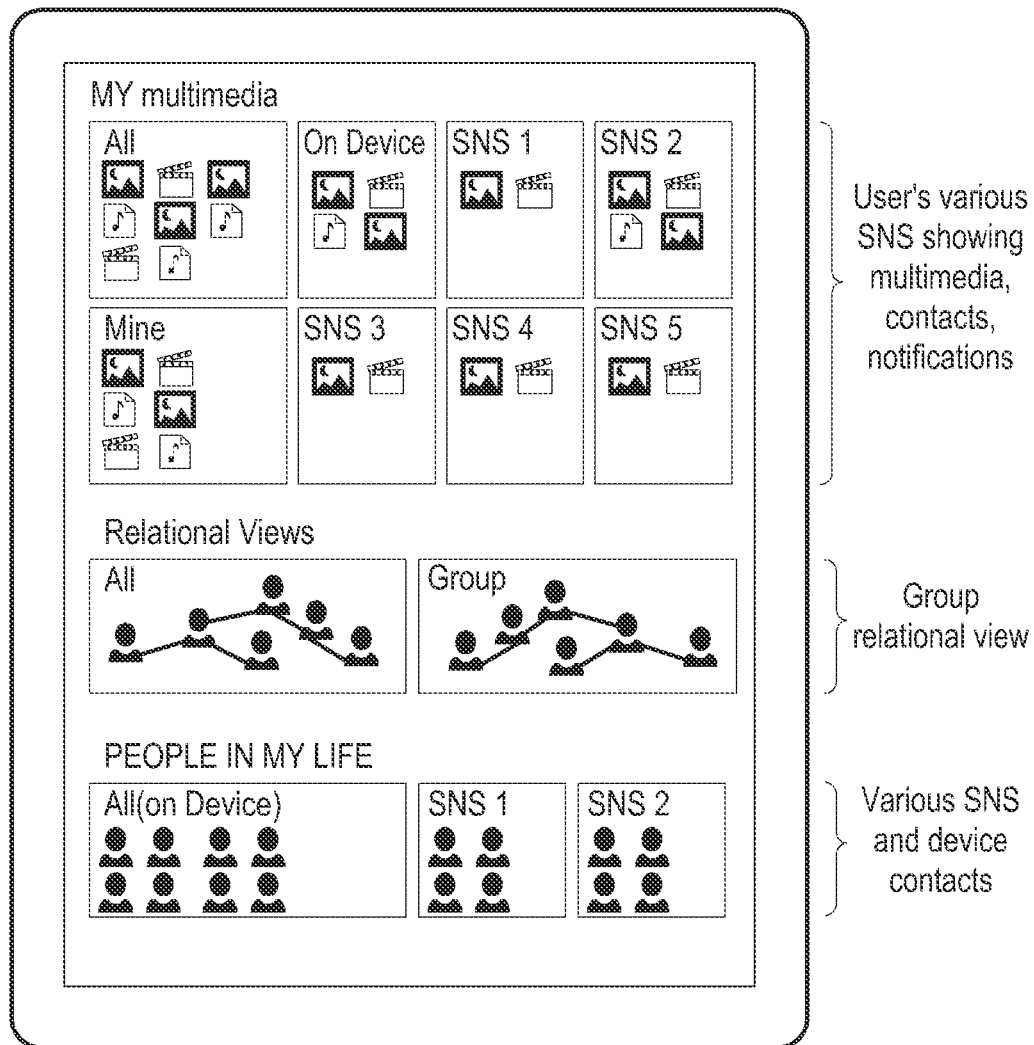 MY multimedia
All
On Device
SNS 1
SNS 2
Mine
SNS 3
SNS 4
SNS 5
User's various
SNS showing
multimedia,
contacts,
notifications
Relational Views
All
Group
Group
relational view
PEOPLE IN MY LIFE
All(on Device)
SNS 1
SNS 2
Various SNS
and device
contacts